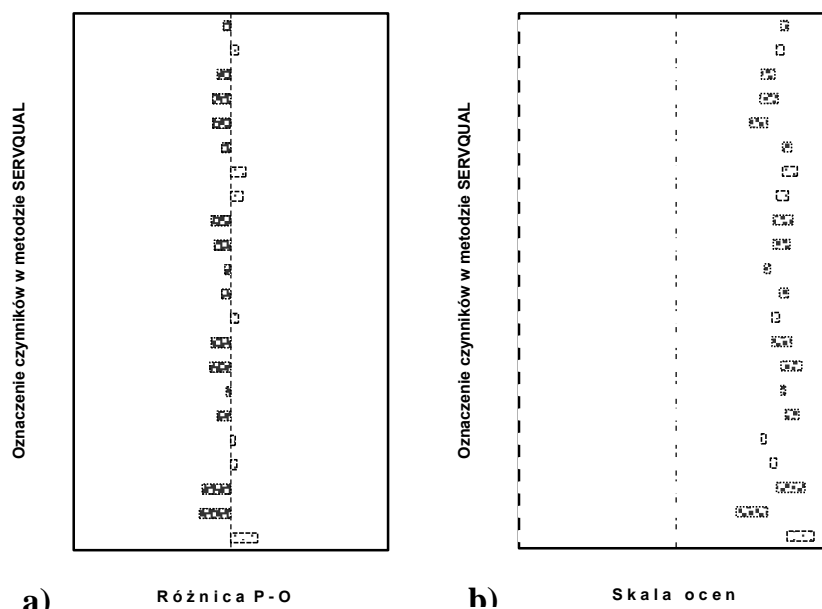 Oznaczenie czynników w metodzie SERVQUAL
a) Różnica P-O
Oznaczenie czynników w metodzie SERVQUAL
b) Skala ocen